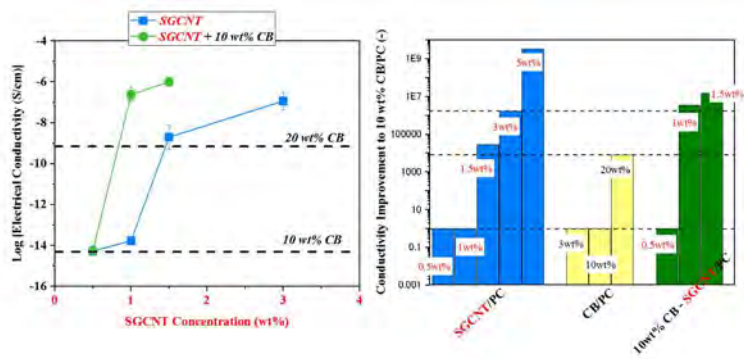 SGCNT
SGCNT + 10 wt% CB
Log [Electrical Conductivity (S/cm)]
-4
-6
-8
-10
-12
-14
-16
20 wt% CB
10 wt% CB
0
1
2
3
4
SGCNT Concentration (wt%)
Conductivity Improvement to 10 wt% CB/PC (-)
1E9
1E7
100000
1000
10
0.1
0.001
0.5wt%
1wt%
1.5wt%
3wt%
5wt%
3wt%
10wt%
20wt%
0.5wt%
1wt%
1.5wt%
SGCNT/PC
CB/PC
10wt% CB - SGCNT/PC